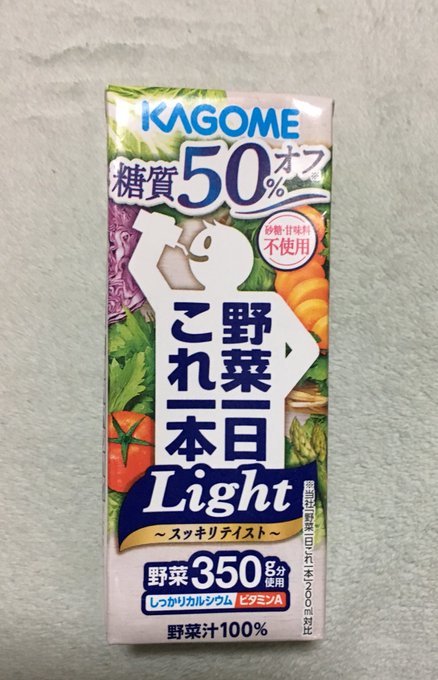 KAGOME
糖質50%オフ※
砂糖・甘味料
不使用
野菜一日
これ一本
Light
～スッキリテイスト～
※当社「野菜一日これ一本」200ml対比
野菜350g分使用
しっかりカルシウム ビタミンA
野菜汁100%